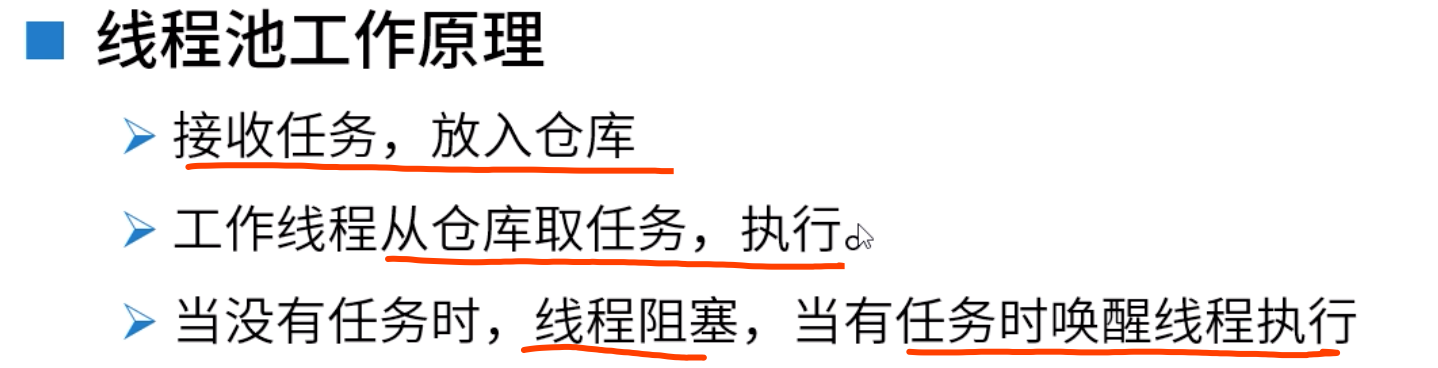 线程池工作原理
接收任务，放入仓库
工作线程从仓库取任务，执行。
当没有任务时，线程阻塞，当有任务时唤醒线程执行